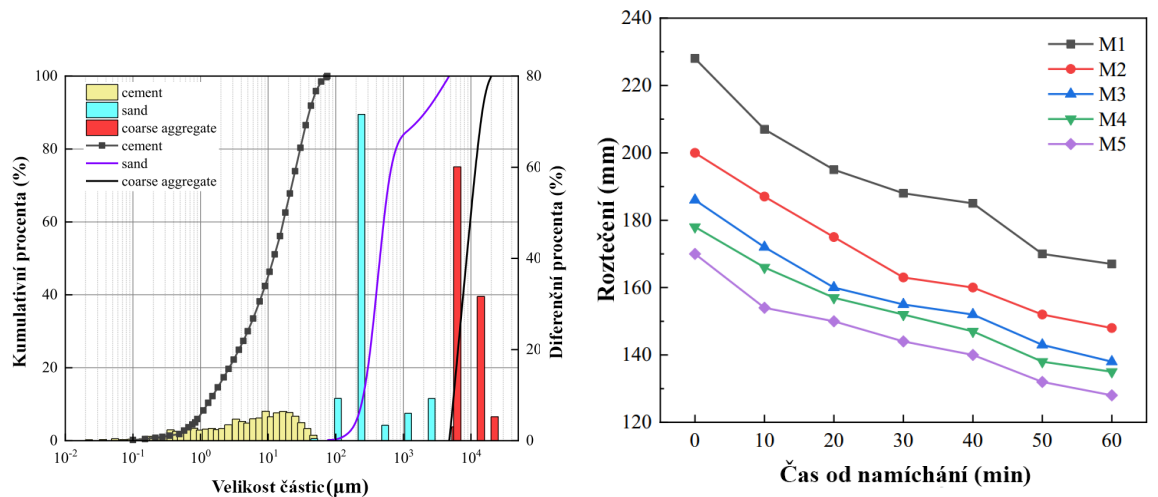 100
80
60
40
20
0
Kumulativní procenta (%)
80
60
40
20
0
Diferenční procenta (%)
cement
sand
coarse aggregate
cement
sand
coarse aggregate
10-2 10-1 100 101 102 103 104
Velikost částic(μm)
240
220
200
180
160
140
120
Roztečení (mm)
M1
M2
M3
M4
M5
0 10 20 30 40 50 60
Čas od namíchání (min)